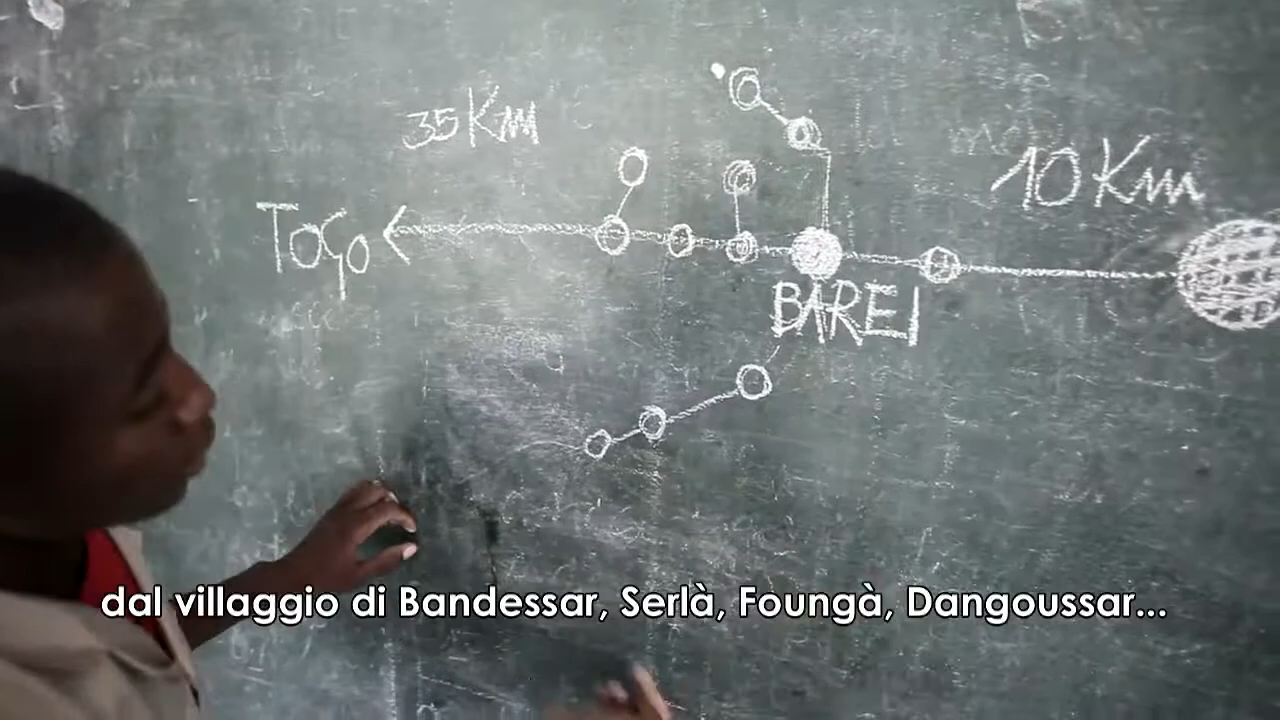 35 Km
10 Km
Togo
BAREI
dal villaggio di Bandessar, Serlà, Foungà, Dangoussar...